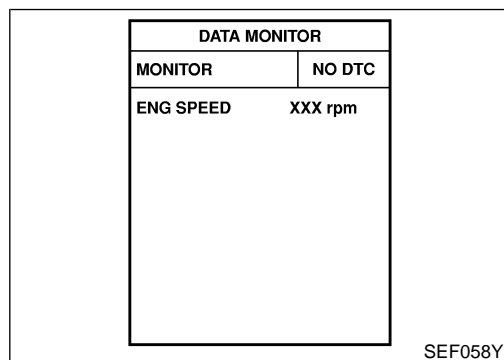 DATA MONITOR
MONITOR NO DTC
ENG SPEED XXX rpm
SEF058Y